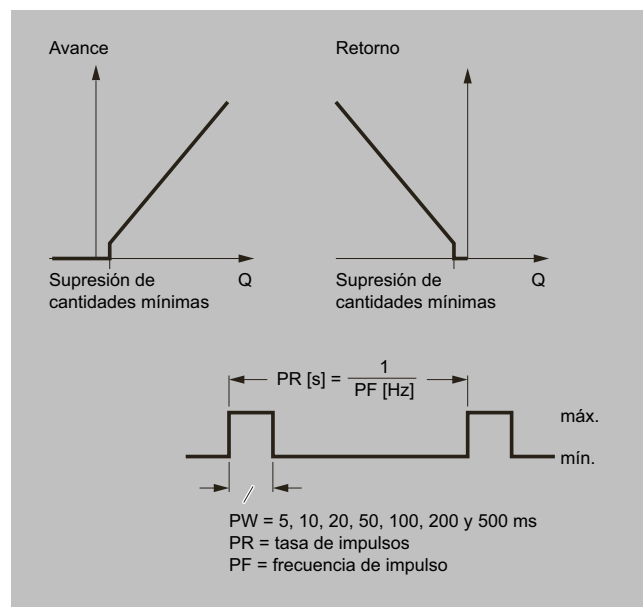 Avance
Retorno
Supresión de
cantidades mínimas
Q
Supresión de
cantidades mínimas
Q
PR [s] = 1
PF [Hz]
máx.
mín.
PW = 5, 10, 20, 50, 100, 200 y 500 ms
PR = tasa de impulsos
PF = frecuencia de impulso